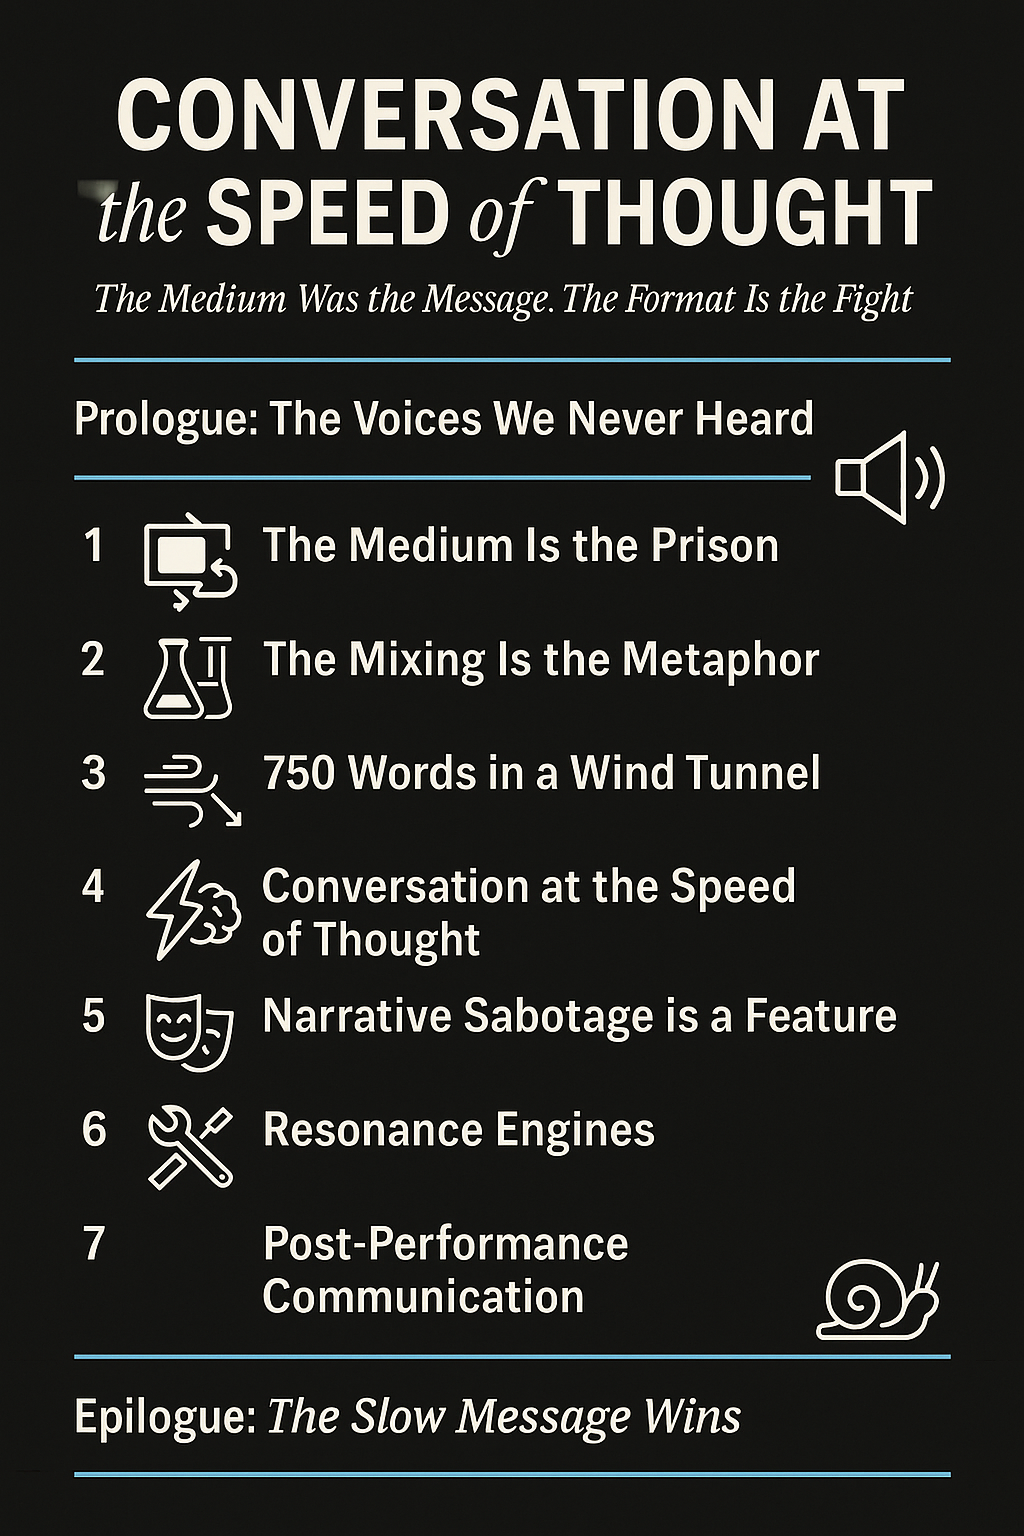 CONVERSATION AT
the SPEED of THOUGHT
The Medium Was the Message. The Format Is the Fight
Prologue: The Voices We Never Heard
1 The Medium Is the Prison
2 The Mixing Is the Metaphor
3 750 Words in a Wind Tunnel
4 Conversation at the Speed
of Thought
5 Narrative Sabotage is a Feature
6 Resonance Engines
7 Post-Performance
Communication
Epilogue: The Slow Message Wins